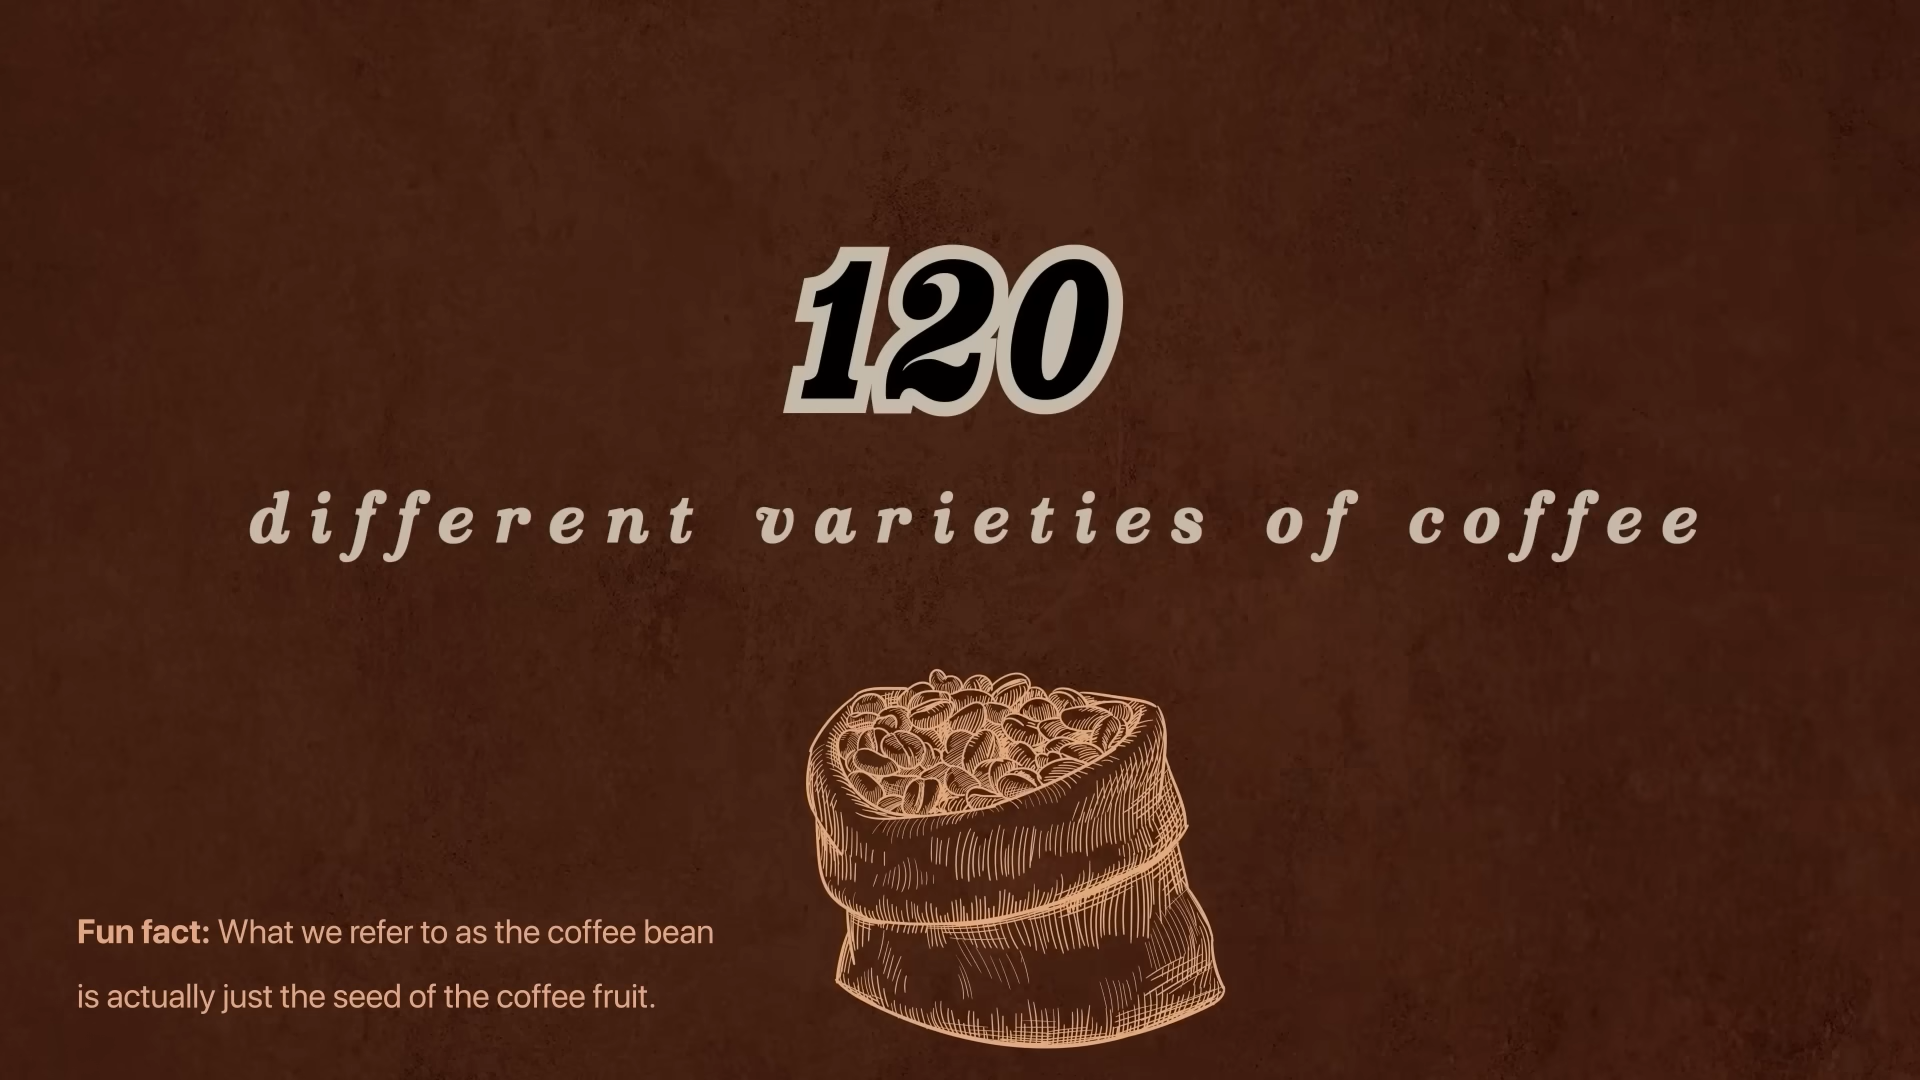 120
different varieties of coffee
Fun fact: What we refer to as the coffee bean
is actually just the seed of the coffee fruit.